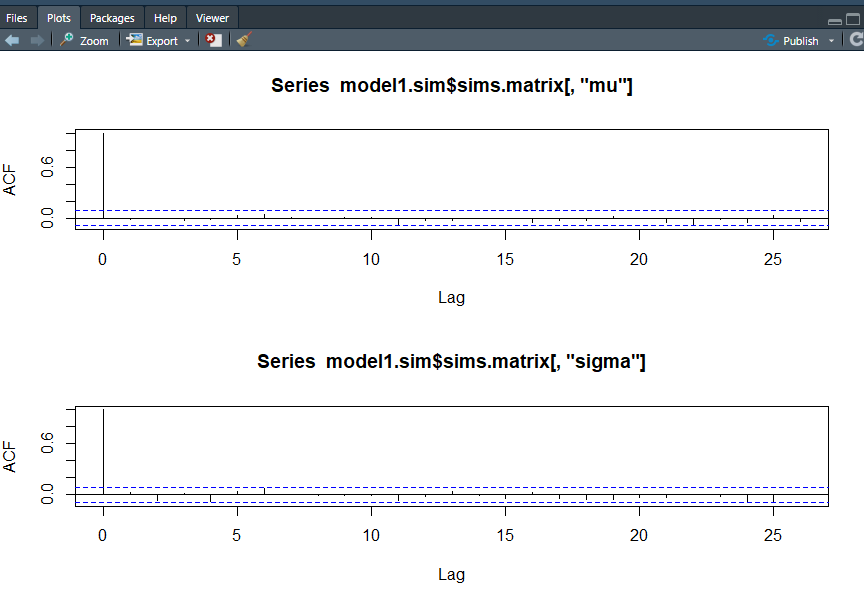 Files Plots Packages Help Viewer
Zoom Export Publish
Series model1.sim$sims.matrix[, "mu"]
ACF
0.6
0.0
0 5 10 15 20 25
Lag
Series model1.sim$sims.matrix[, "sigma"]
ACF
0.6
0.0
0 5 10 15 20 25
Lag